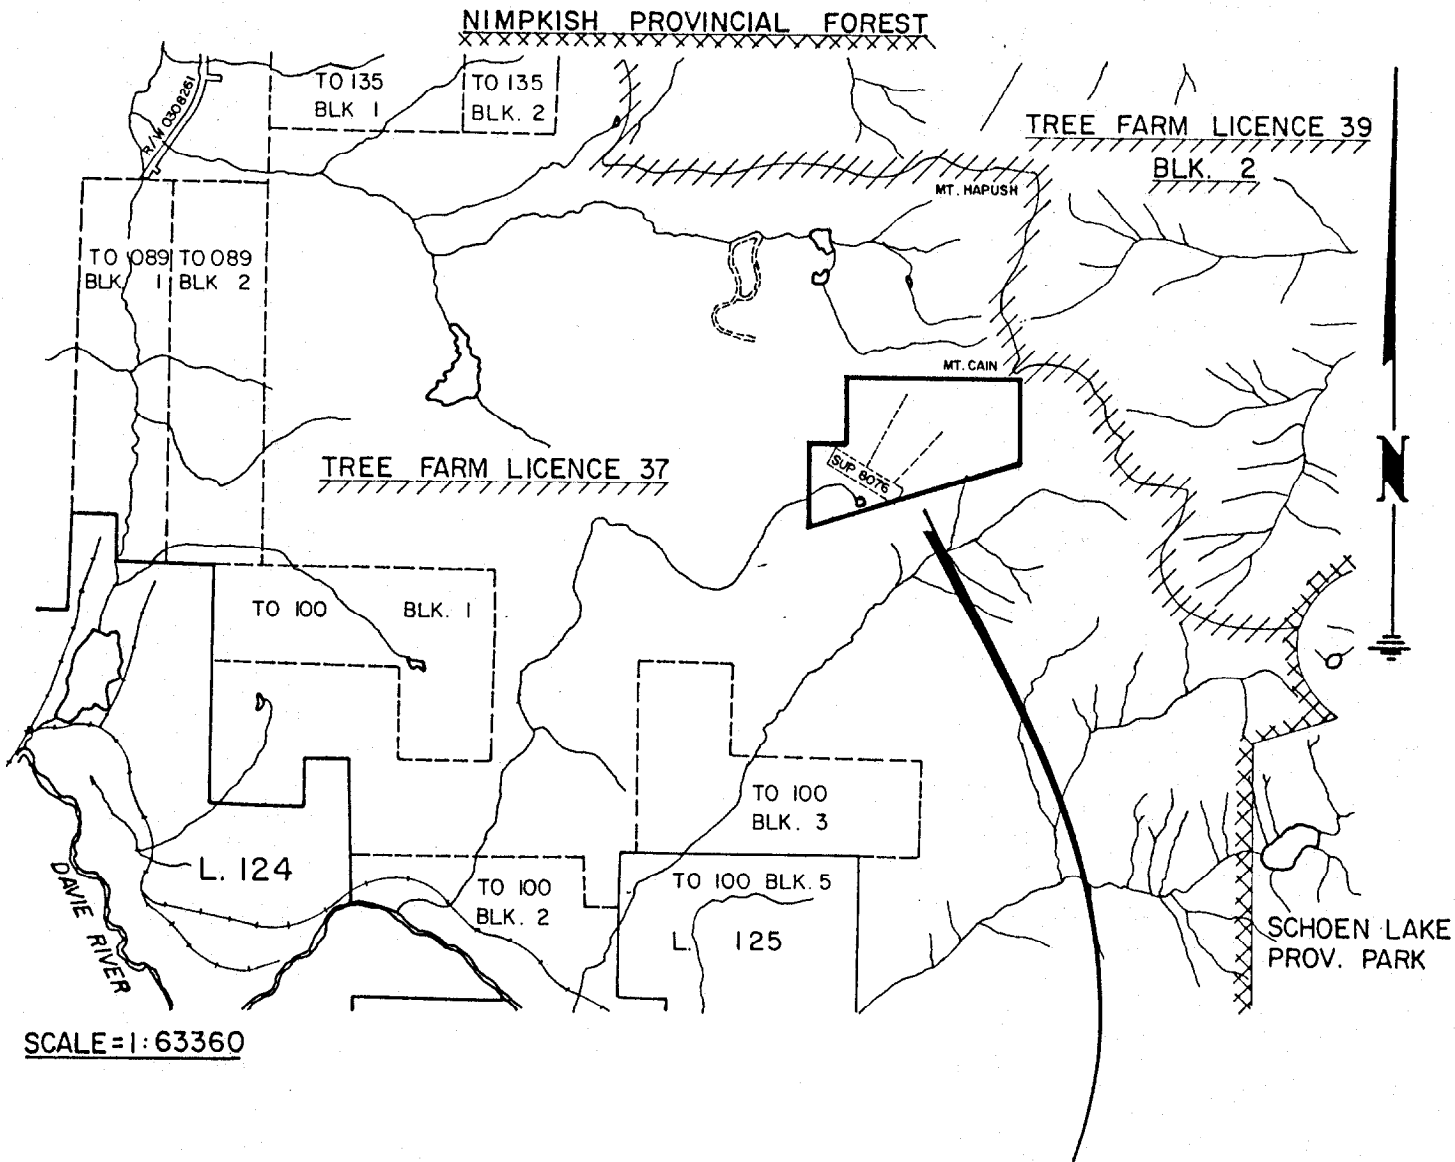 NIMPKISH PROVINCIAL FOREST
TO 135
BLK 1
TO 135
BLK. 2
R/W 0308261
TREE FARM LICENCE 39
BLK. 2
MT. HAPUSH
TO 089
BLK 1
TO 089
BLK 2
MT. CAIN
TREE FARM LICENCE 37
SUP 8076
N
TO 100 BLK. 1
TO 100
BLK. 3
L. 124
TO 100
BLK. 2
TO 100 BLK. 5
L. 125
DAVIE RIVER
SCHOEN LAKE
PROV. PARK
SCALE=1:63360